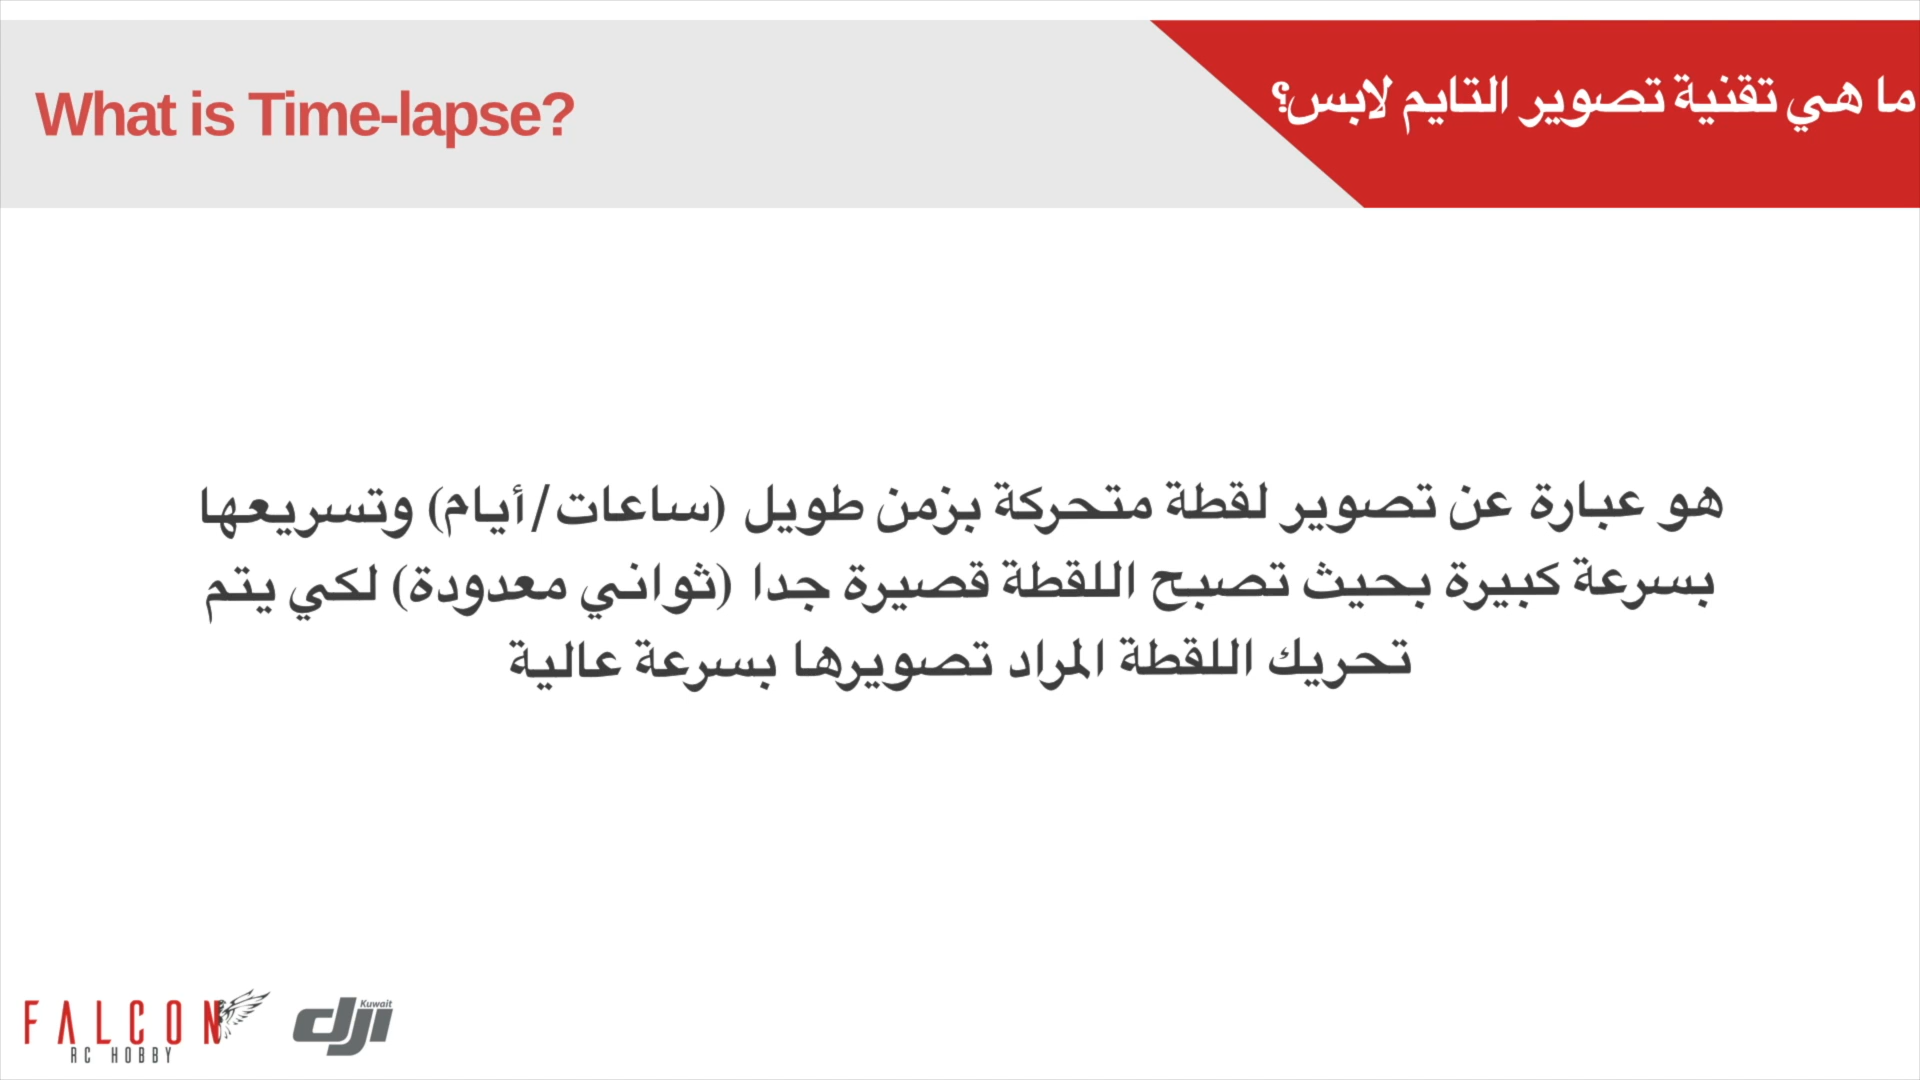 What is Time-lapse?
ما هي تقنية تصوير التايم لابس؟
هو عبارة عن تصوير لقطة متحركة بزمن طويل (ساعات/أيام) وتسريعها
بسرعة كبيرة بحيث تصبح اللقطة قصيرة جدا (ثواني معدودة) لكي يتم
تحريك اللقطة المراد تصويرها بسرعة عالية
FALCON
RC HOBBY
dji Kuwait